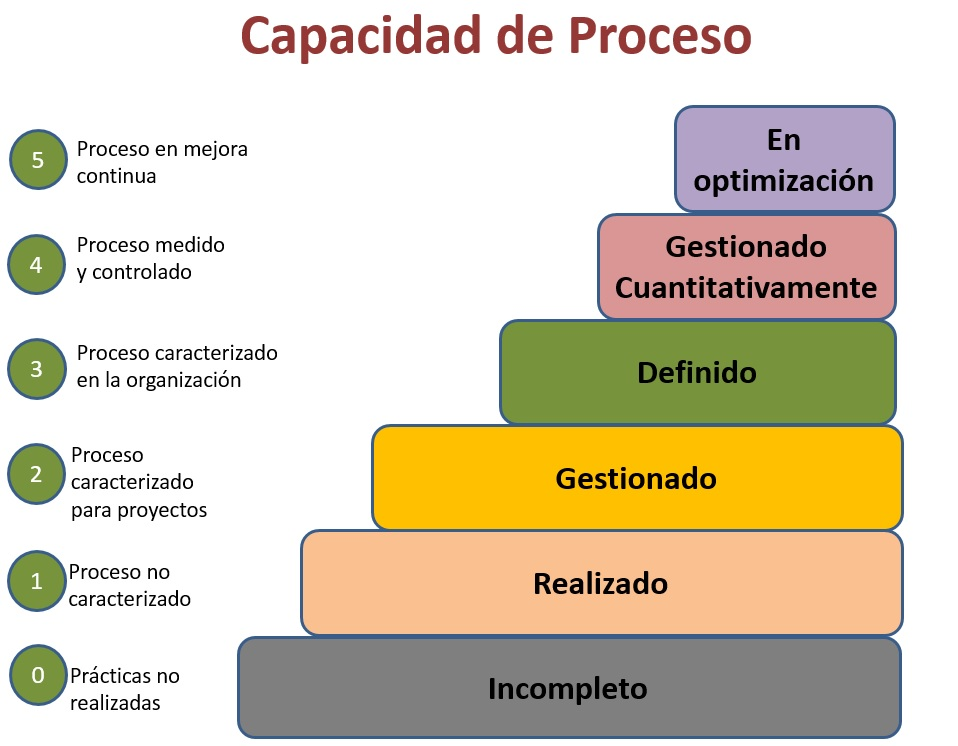 Capacidad de Proceso
5
Proceso en mejora
continua
En
optimización
4
Proceso medido
y controlado
Gestionado
Cuantitativamente
3
Proceso caracterizado
en la organización
Definido
2
Proceso
caracterizado
para proyectos
Gestionado
1
Proceso no
caracterizado
Realizado
0
Prácticas no
realizadas
Incompleto